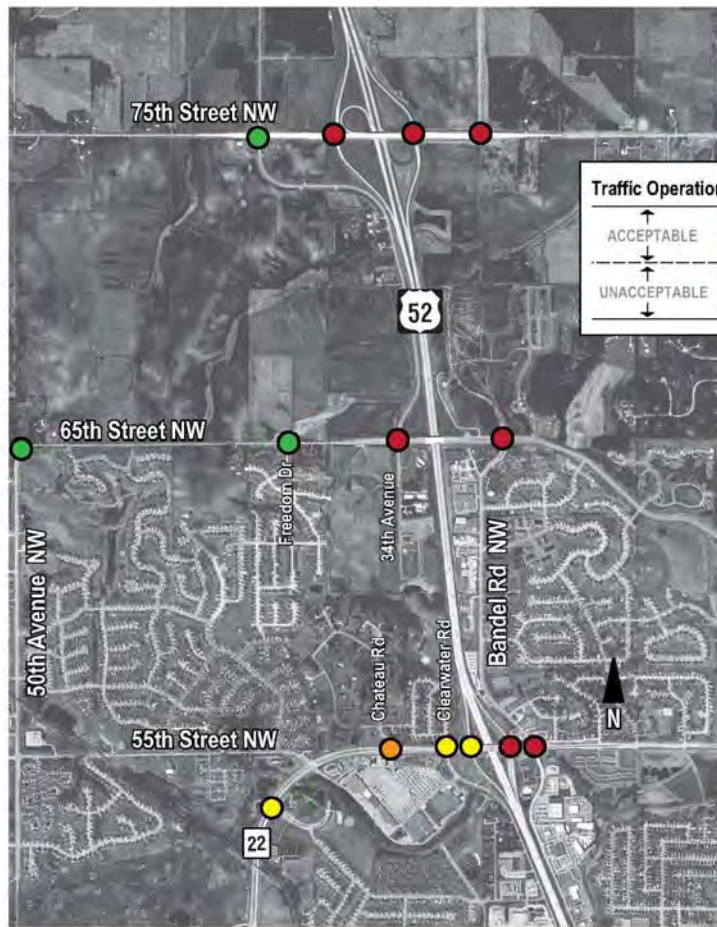 75th Street NW
Traffic Operation
ACCEPTABLE
UNACCEPTABLE
52
65th Street NW
Freedom Dr
34th Avenue
Bandel Rd NW
50th Avenue NW
Chateau Rd
Clearwater Rd
N
55th Street NW
22